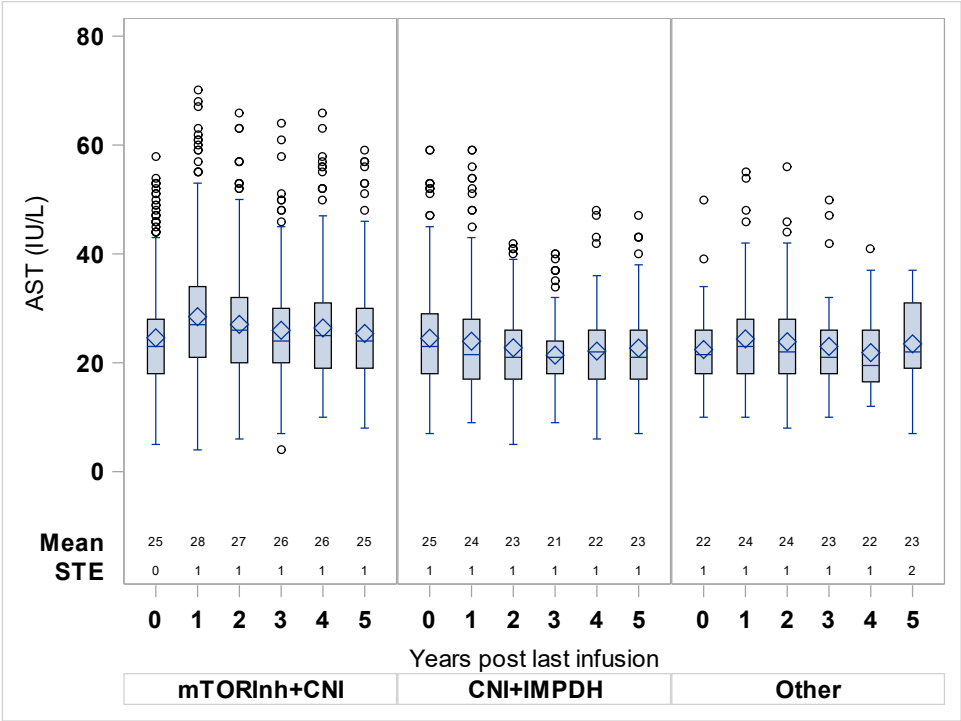 80
60
40
20
0
AST (IU/L)
Mean 25 28 27 26 26 25 25 24 23 21 22 23 22 24 24 23 22 23
STE 0 1 1 1 1 1 1 1 1 1 1 1 1 1 1 1 1 2
0 1 2 3 4 5 0 1 2 3 4 5 0 1 2 3 4 5
Years post last infusion
mTORInh+CNI CNI+IMPDH Other